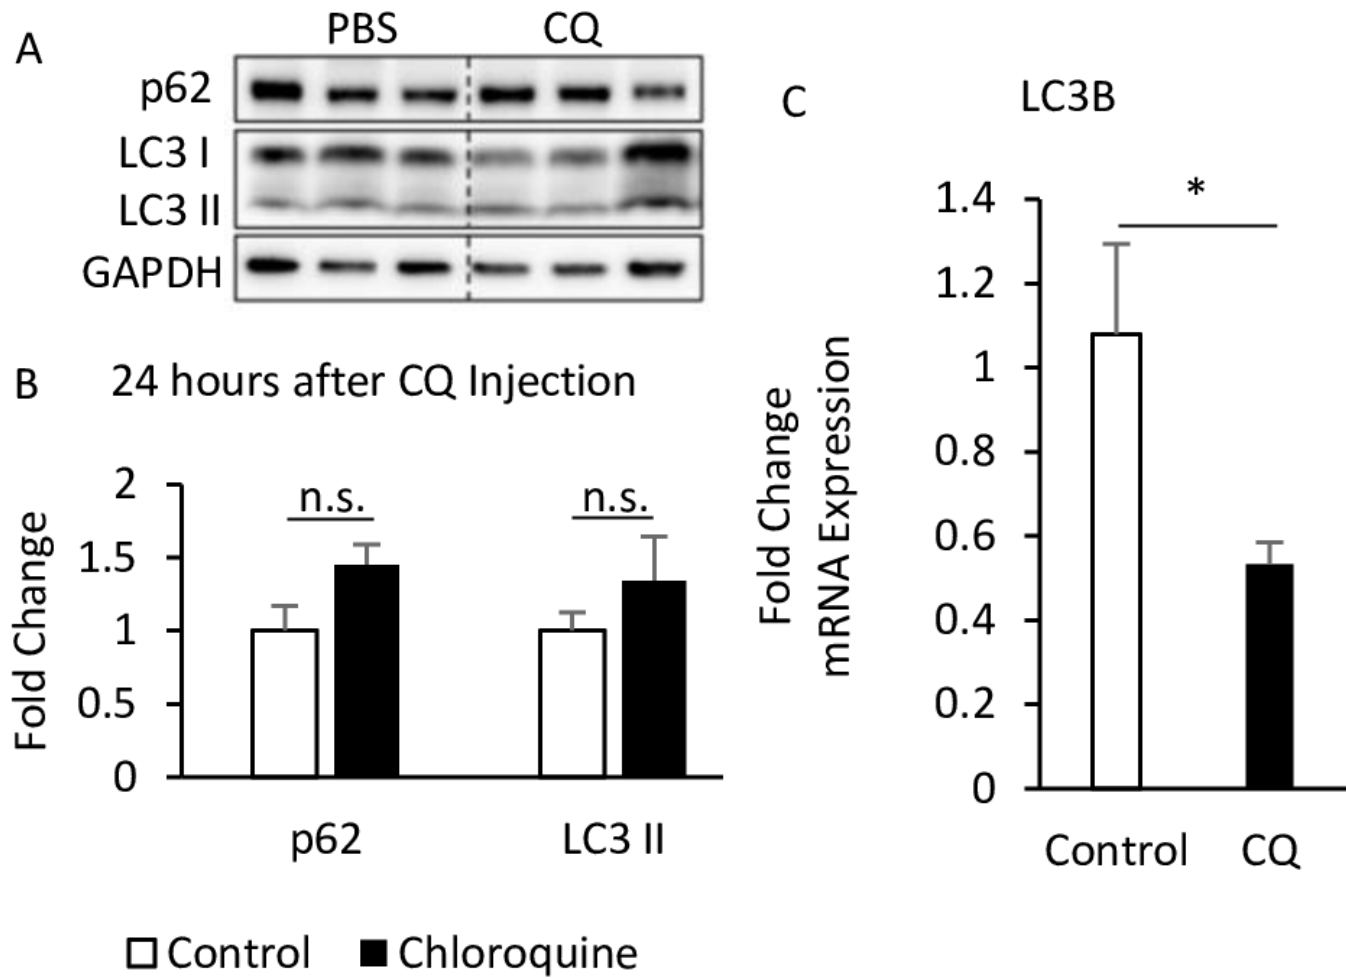 A
PBS CQ
p62
LC3 I
LC3 II
GAPDH
B 24 hours after CQ Injection
Fold Change
2
1.5
1
0.5
0
n.s. n.s.
p62 LC3 II
Control Chloroquine
C LC3B
Fold Change
mRNA Expression
1.4
1.2
1
0.8
0.6
0.4
0.2
0
*
Control CQ